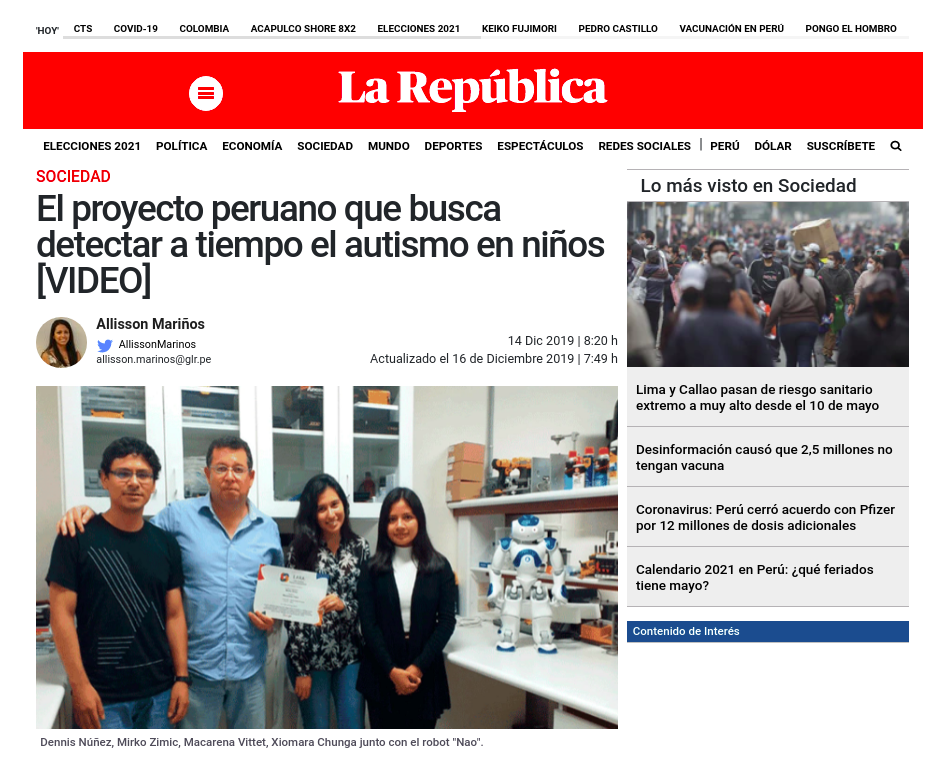 'HOY' CTS COVID-19 COLOMBIA ACAPULCO SHORE 8X2 ELECCIONES 2021 KEIKO FUJIMORI PEDRO CASTILLO VACUNACIÓN EN PERÚ PONGO EL HOMBRO
La República
ELECCIONES 2021 POLÍTICA ECONOMÍA SOCIEDAD MUNDO DEPORTES ESPECTÁCULOS REDES SOCIALES | PERÚ DÓLAR SUSCRÍBETE
SOCIEDAD
El proyecto peruano que busca
detectar a tiempo el autismo en niños
[VIDEO]
Allisson Mariños
AllissonMarinos
allisson.marinos@glr.pe
14 Dic 2019 | 8:20 h
Actualizado el 16 de Diciembre 2019 | 7:49 h
Dennis Núñez, Mirko Zimic, Macarena Vittet, Xiomara Chunga junto con el robot "Nao".
Lo más visto en Sociedad
Lima y Callao pasan de riesgo sanitario
extremo a muy alto desde el 10 de mayo
Desinformación causó que 2,5 millones no
tengan vacuna
Coronavirus: Perú cerró acuerdo con Pfizer
por 12 millones de dosis adicionales
Calendario 2021 en Perú: ¿qué feriados
tiene mayo?
Contenido de Interés